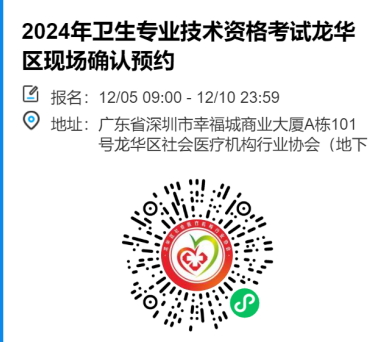 2024年卫生专业技术资格考试龙华
区现场确认预约
报名：12/05 09:00 - 12/10 23:59
地址：广东省深圳市幸福城商业大厦A栋101
号龙华区社会医疗机构行业协会（地下